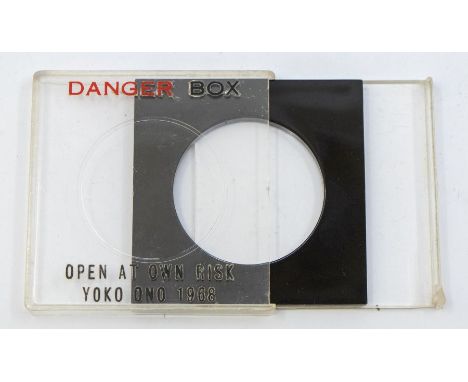 DANGER BOX
OPEN AT OWN RISK
YOKO ONO 1968